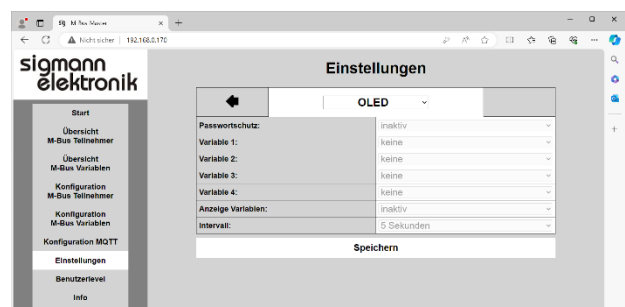 M-Bus Master
Nicht sicher 192.168.0.170
sigmann
elektronik
Einstellungen
OLED
Start
Übersicht
M-Bus Teilnehmer
Übersicht
M-Bus Variablen
Konfiguration
M-Bus Teilnehmer
Konfiguration
M-Bus Variablen
Konfiguration MQTT
Einstellungen
Benutzerlevel
Info
Passwortschutz: inaktiv
Variable 1: keine
Variable 2: keine
Variable 3: keine
Variable 4: keine
Anzeige Variablen: inaktiv
Intervall: 5 Sekunden
Speichern